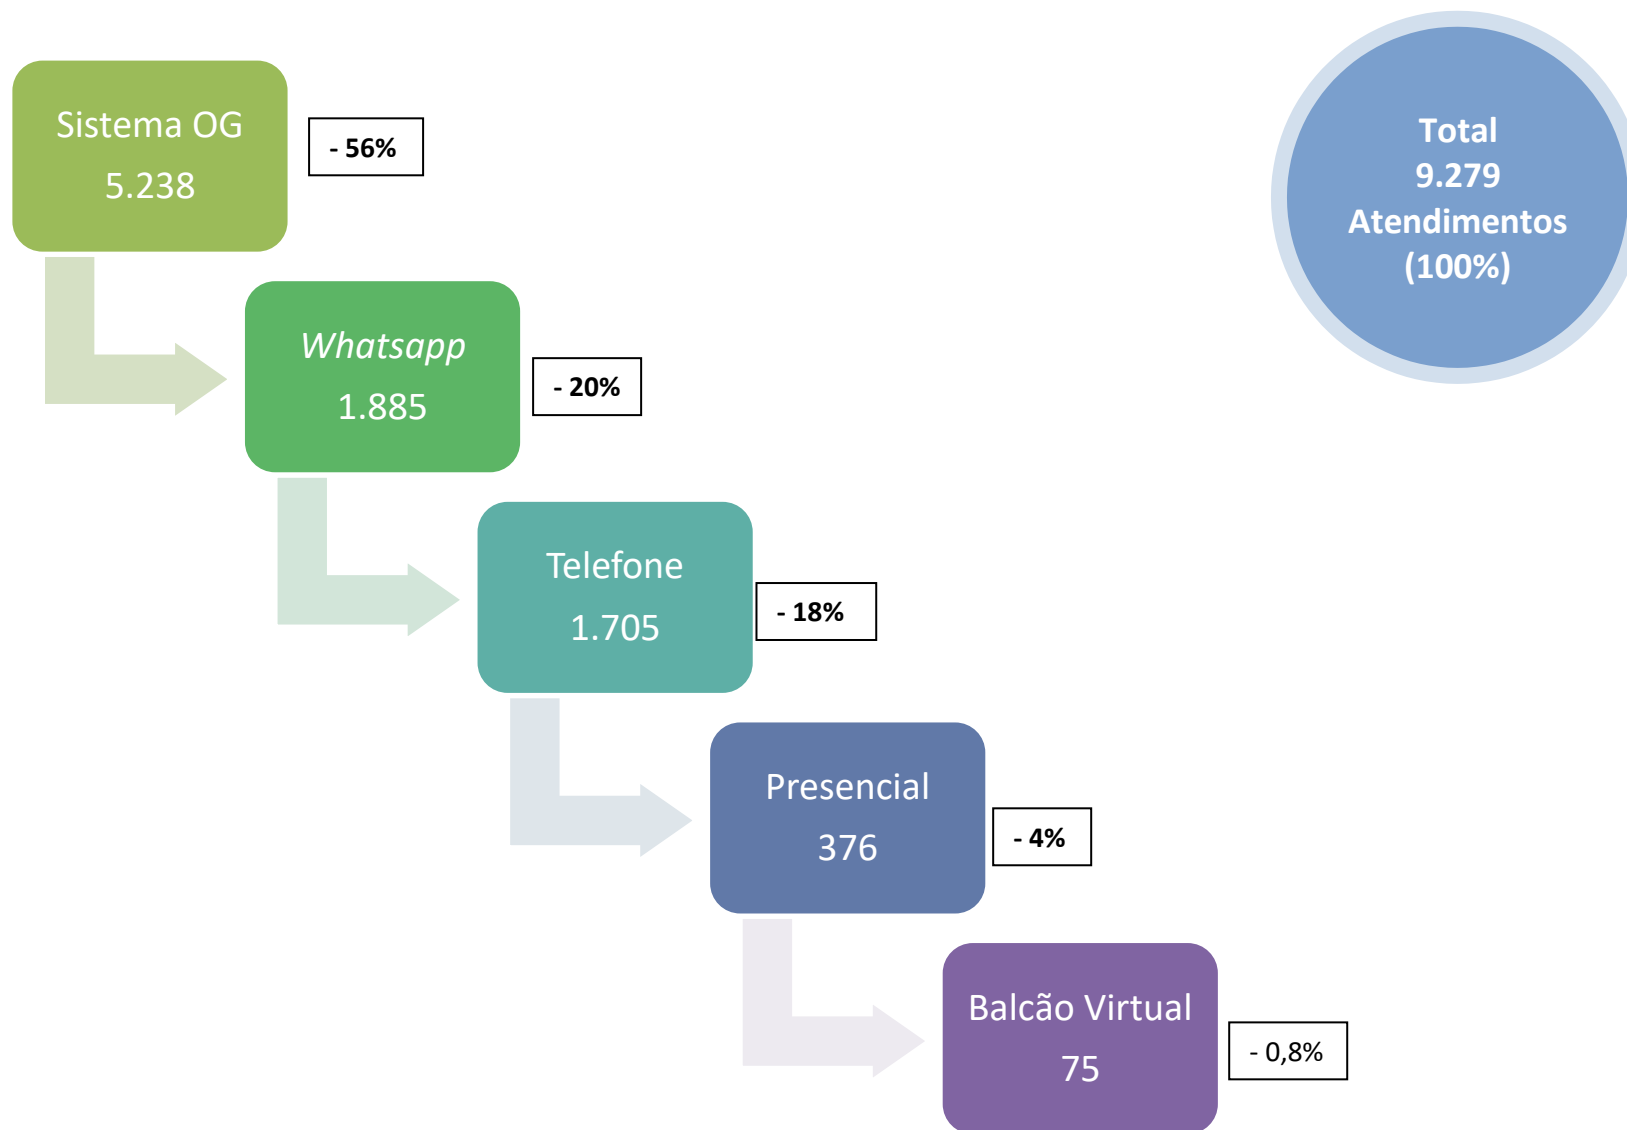 Sistema OG
5.238
- 56%
Total
9.279
Atendimentos
(100%)
Whatsapp
1.885
- 20%
Telefone
1.705
- 18%
Presencial
376
- 4%
Balcão Virtual
75
- 0,8%